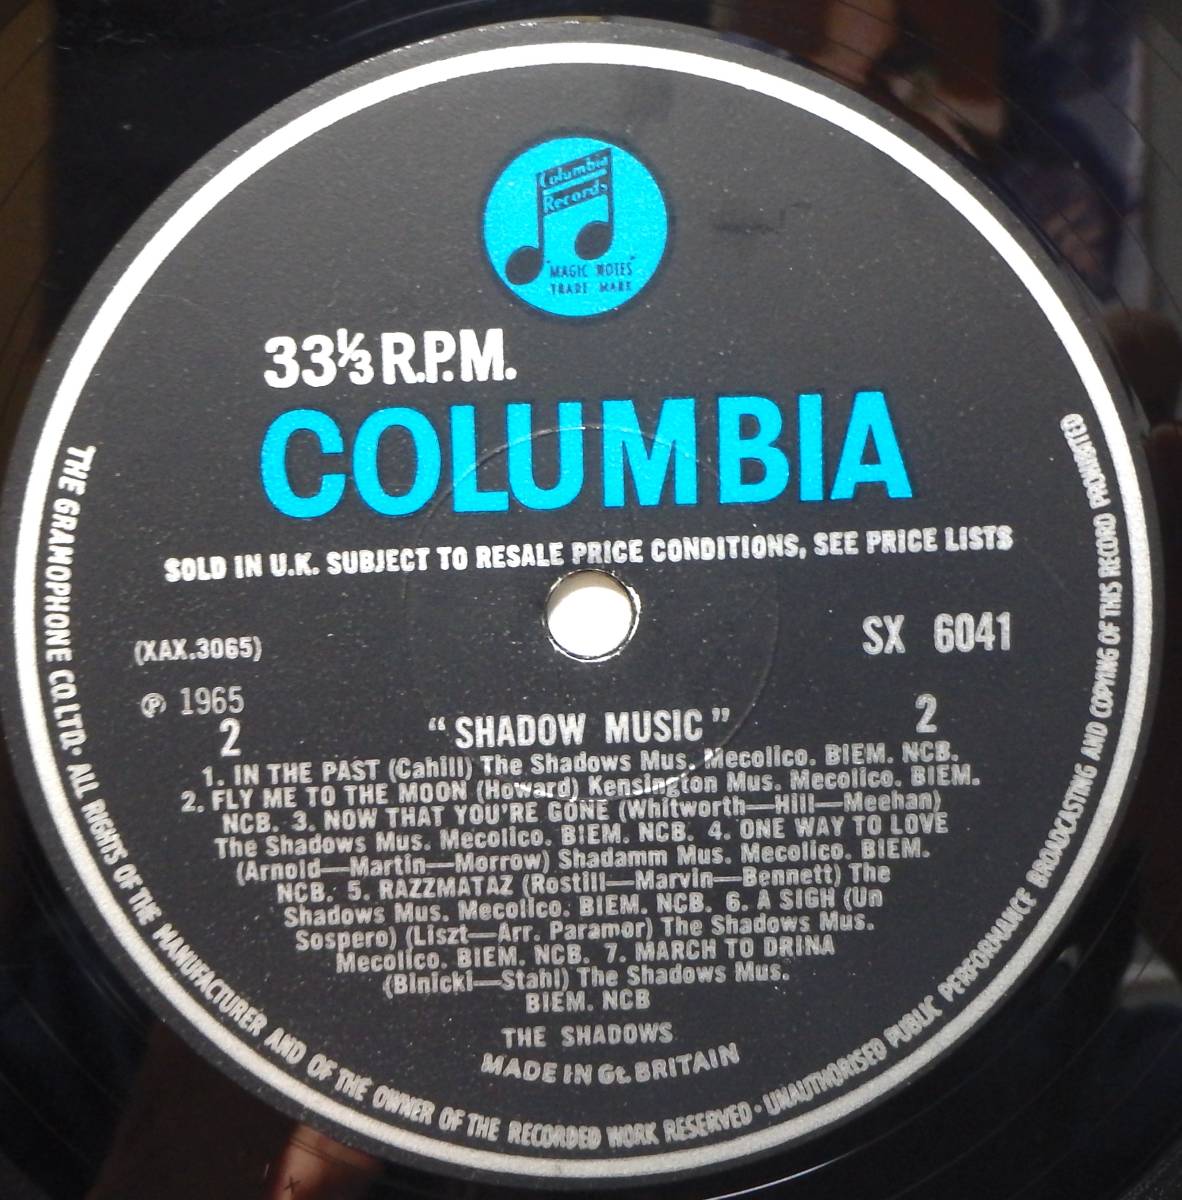 Columbia
Records
"MAGIC NOTES"
TRADE MARK
33⅓ R.P.M.
COLUMBIA
SOLD IN U.K. SUBJECT TO RESALE PRICE CONDITIONS, SEE PRICE LISTS
(XAX.3065)
SX 6041
℗ 1965
2
2
“SHADOW MUSIC”
1. IN THE PAST (Cahill) The Shadows Mus. Mecolico. BIEM. NCB.
2. FLY ME TO THE MOON (Howard) Kensington Mus. Mecolico. BIEM.
NCB. 3. NOW THAT YOU'RE GONE (Whitworth—Hill—Meehan)
The Shadows Mus. Mecolico. BIEM. NCB. 4. ONE WAY TO LOVE
(Arnold—Martin—Morrow) Shadamm Mus. Mecolico. BIEM.
NCB. 5. RAZZMATAZ (Rostill—Marvin—Bennett) The
Shadows Mus. Mecolico. BIEM. NCB. 6. A SIGH (Un
Sospero) (Liszt—Arr. Paramor) The Shadows Mus.
Mecolico. BIEM. NCB. 7. MARCH TO DRINA
(Binicki—Stahl) The Shadows Mus.
BIEM. NCB
THE SHADOWS
MADE IN Gt. BRITAIN
THE GRAMOPHONE CO. LTD. · ALL RIGHTS OF THE MANUFACTURER AND OF THE OWNER OF THE RECORDED WORK RESERVED · UNAUTHORISED PUBLIC PERFORMANCE BROADCASTING AND COPYING OF THIS RECORD PROHIBITED